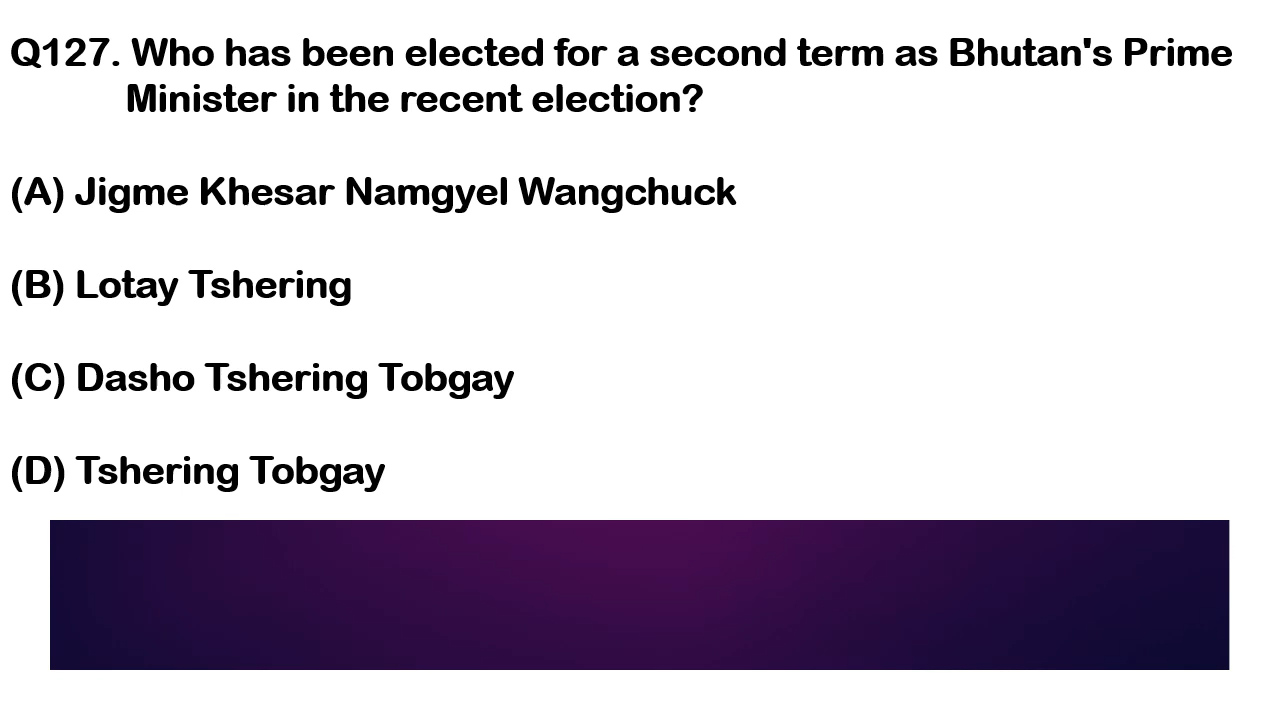 Q127. Who has been elected for a second term as Bhutan's Prime
Minister in the recent election?
(A) Jigme Khesar Namgyel Wangchuck
(B) Lotay Tshering
(C) Dasho Tshering Tobgay
(D) Tshering Tobgay